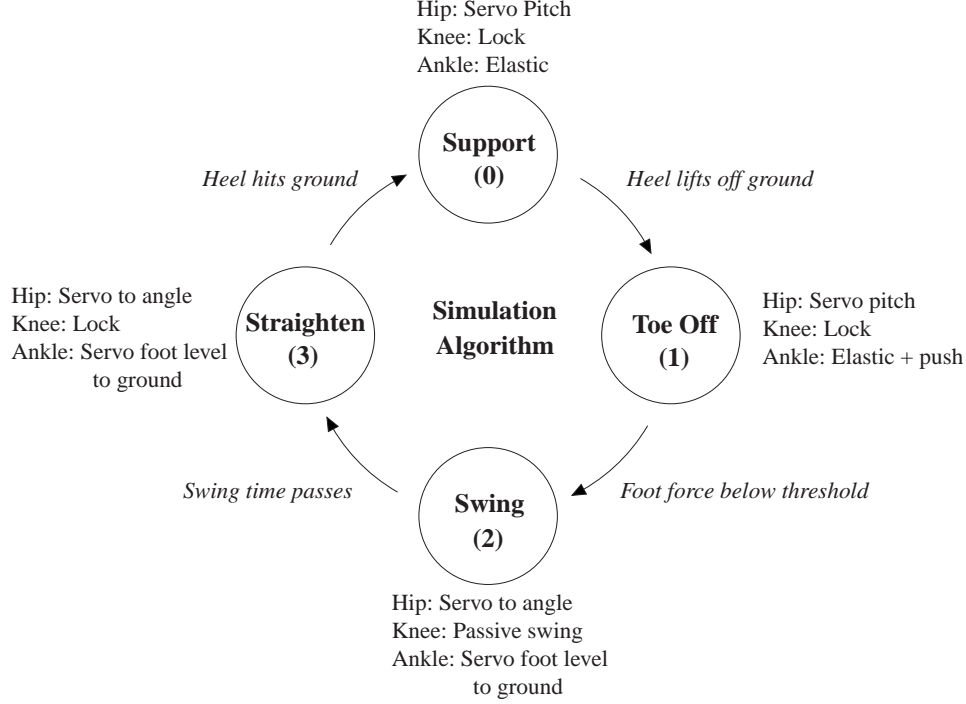 Hip: Servo Pitch
Knee: Lock
Ankle: Elastic
Support
(0)
Heel hits ground
Heel lifts off ground
Hip: Servo to angle
Knee: Lock
Ankle: Servo foot level
to ground
Straighten
(3)
Simulation
Algorithm
Toe Off
(1)
Hip: Servo pitch
Knee: Lock
Ankle: Elastic + push
Swing time passes
Foot force below threshold
Swing
(2)
Hip: Servo to angle
Knee: Passive swing
Ankle: Servo foot level
to ground